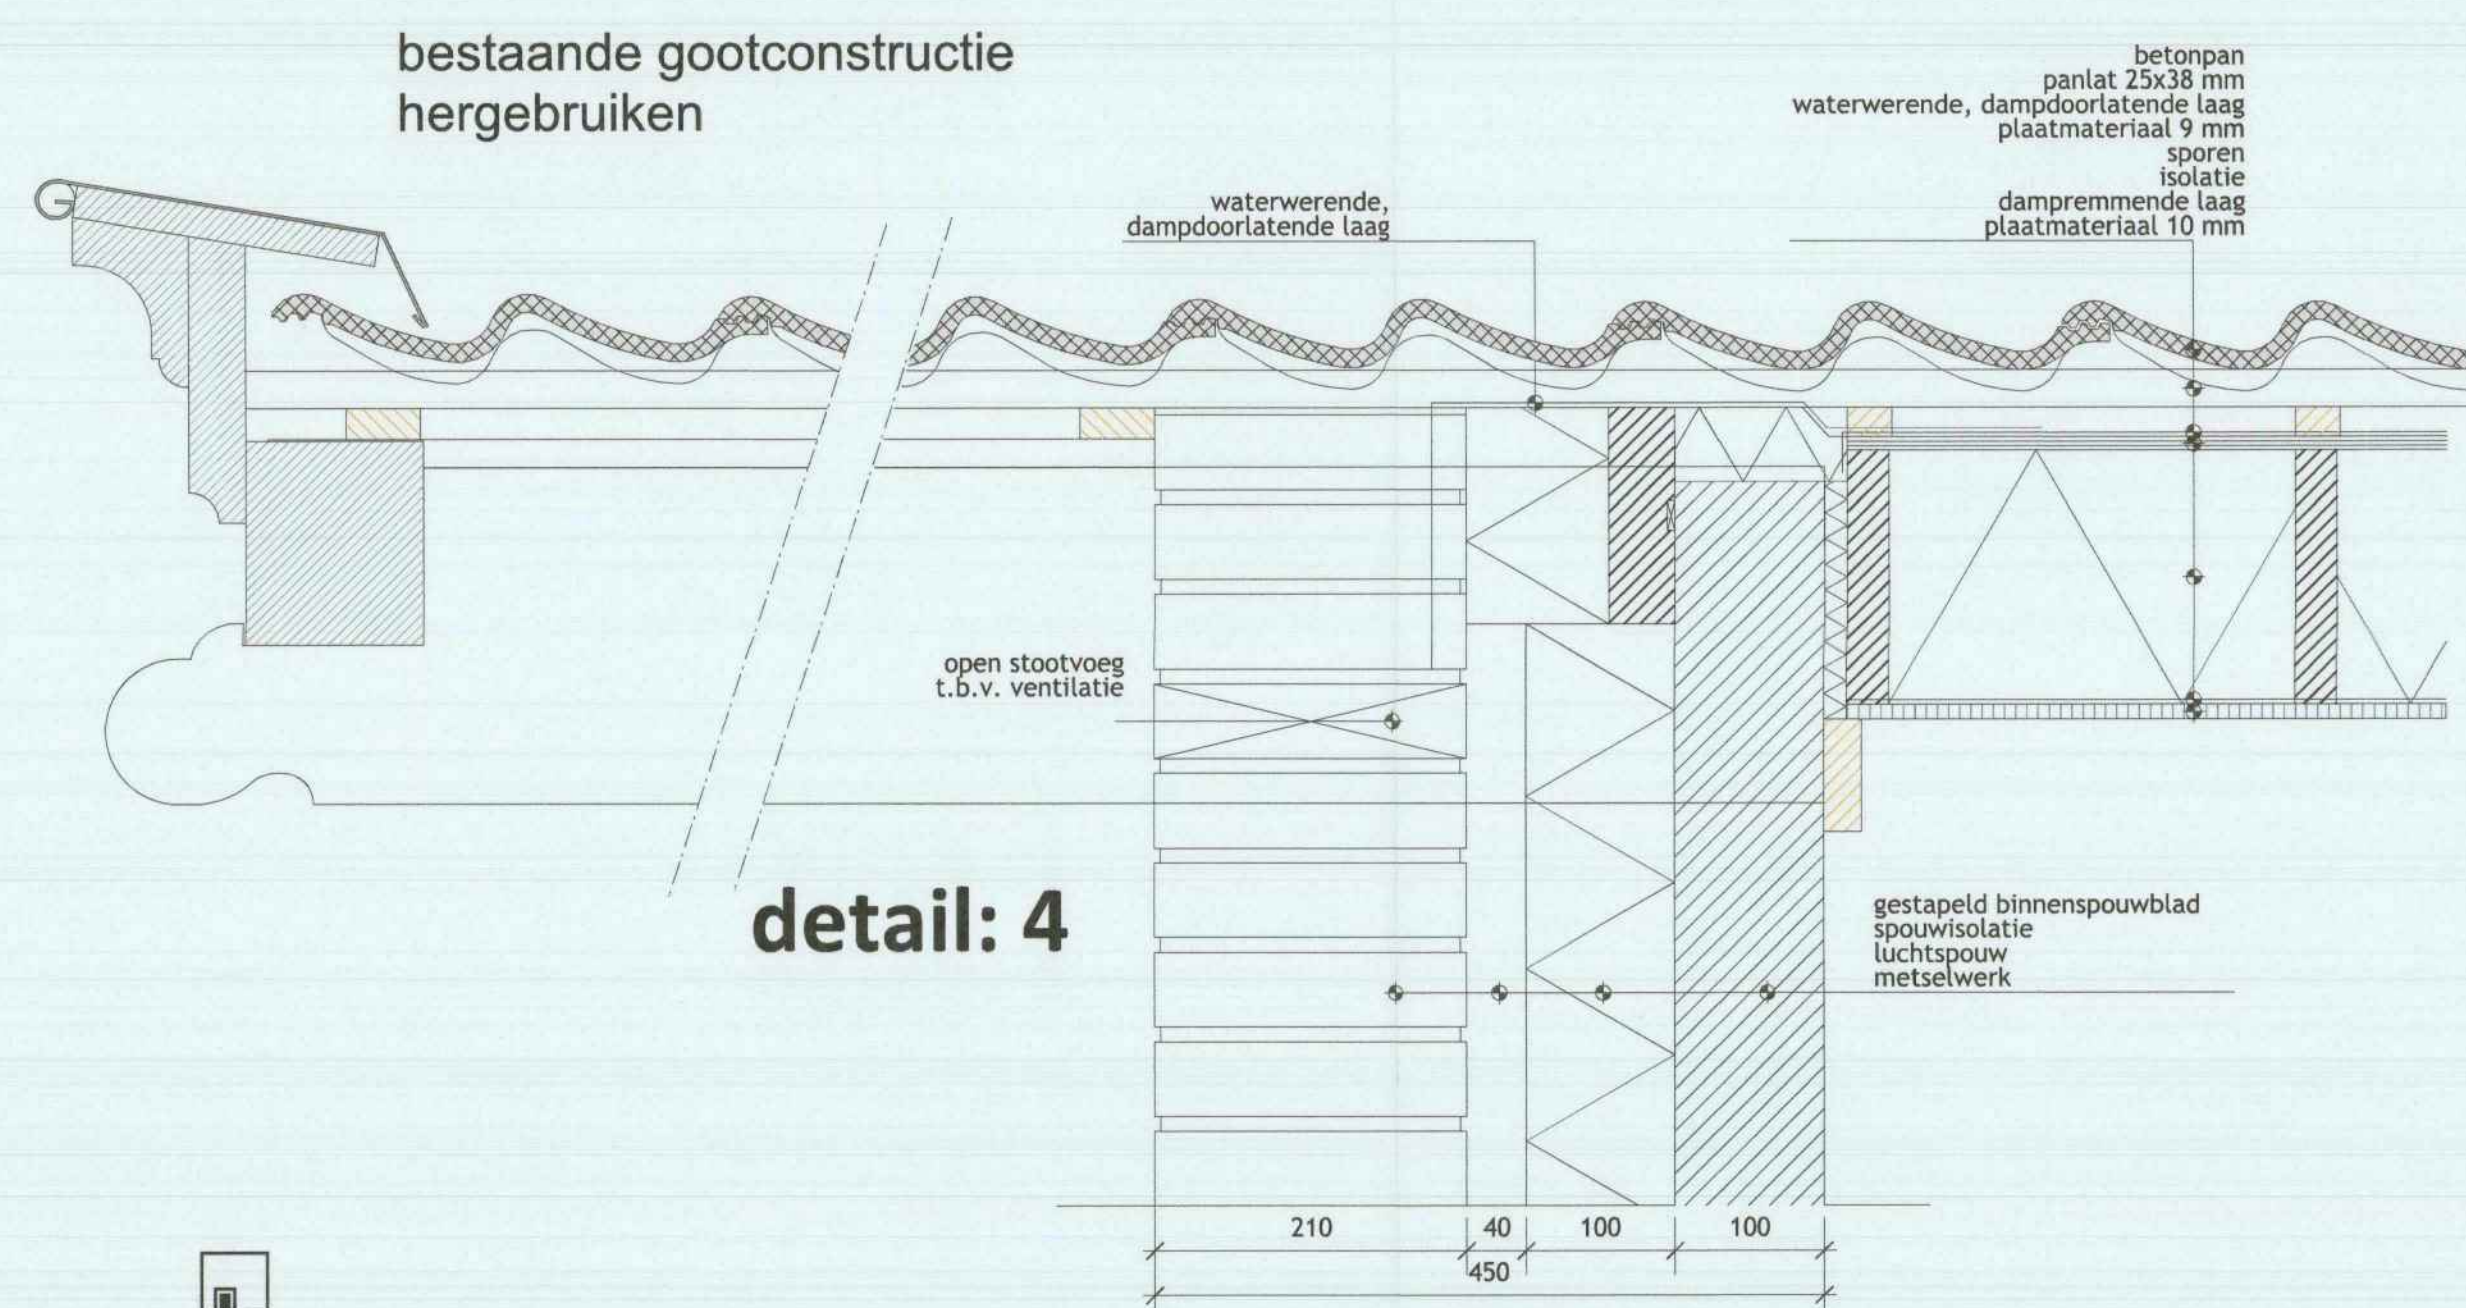 bestaande gootconstructie
hergebruiken
betonpan
panlat 25x38 mm
waterwerende, dampdoorlatende laag
plaatmateriaal 9 mm
sporen
isolatie
dampremmende laag
plaatmateriaal 10 mm
waterwerende,
dampdoorlatende laag
open stootvoeg
t.b.v. ventilatie
detail: 4
gestapeld binnenspouwblad
spouwisolatie
luchtspouw
metselwerk
210 40 100 100
450